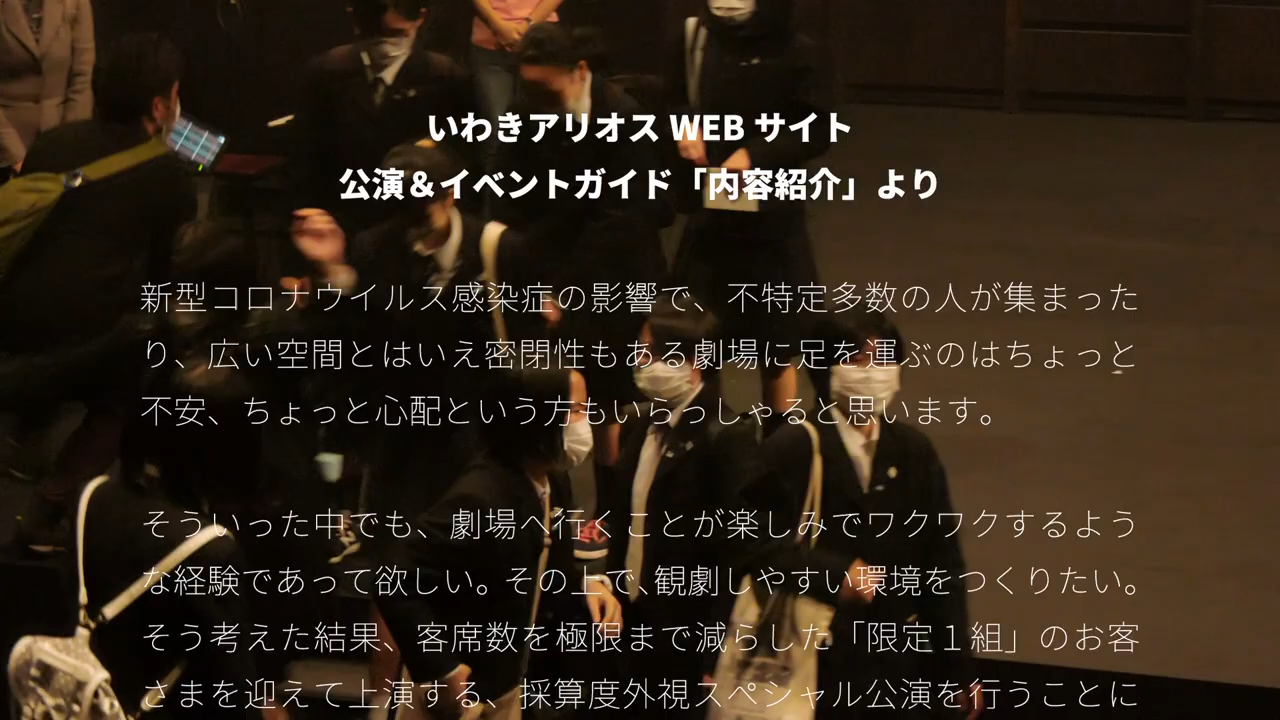 いわきアリオス WEB サイト
公演＆イベントガイド「内容紹介」より
新型コロナウイルス感染症の影響で、不特定多数の人が集まった
り、広い空間とはいえ密閉性もある劇場に足を運ぶのはちょっと
不安、ちょっと心配という方もいらっしゃると思います。
そういった中でも、劇場へ行くことが楽しみでワクワクするよう
な経験であって欲しい。その上で、観劇しやすい環境をつくりたい。
そう考えた結果、客席数を極限まで減らした「限定１組」のお客
さまを迎えて上演する、採算度外視スペシャル公演を行うことに